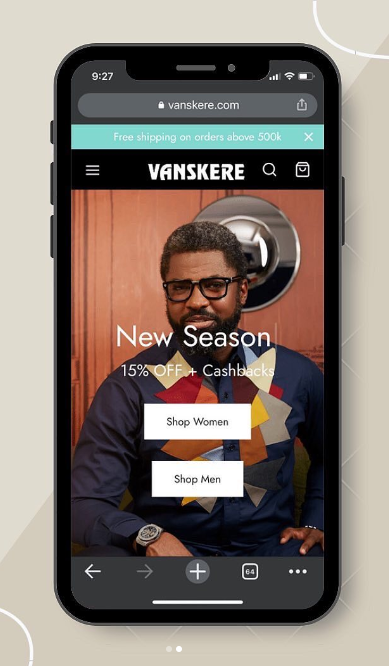 9:27
vanskere.com
Free shipping on orders above 500k
VANSKERE
New Season
15% OFF + Cashbacks
Shop Women
Shop Men
64